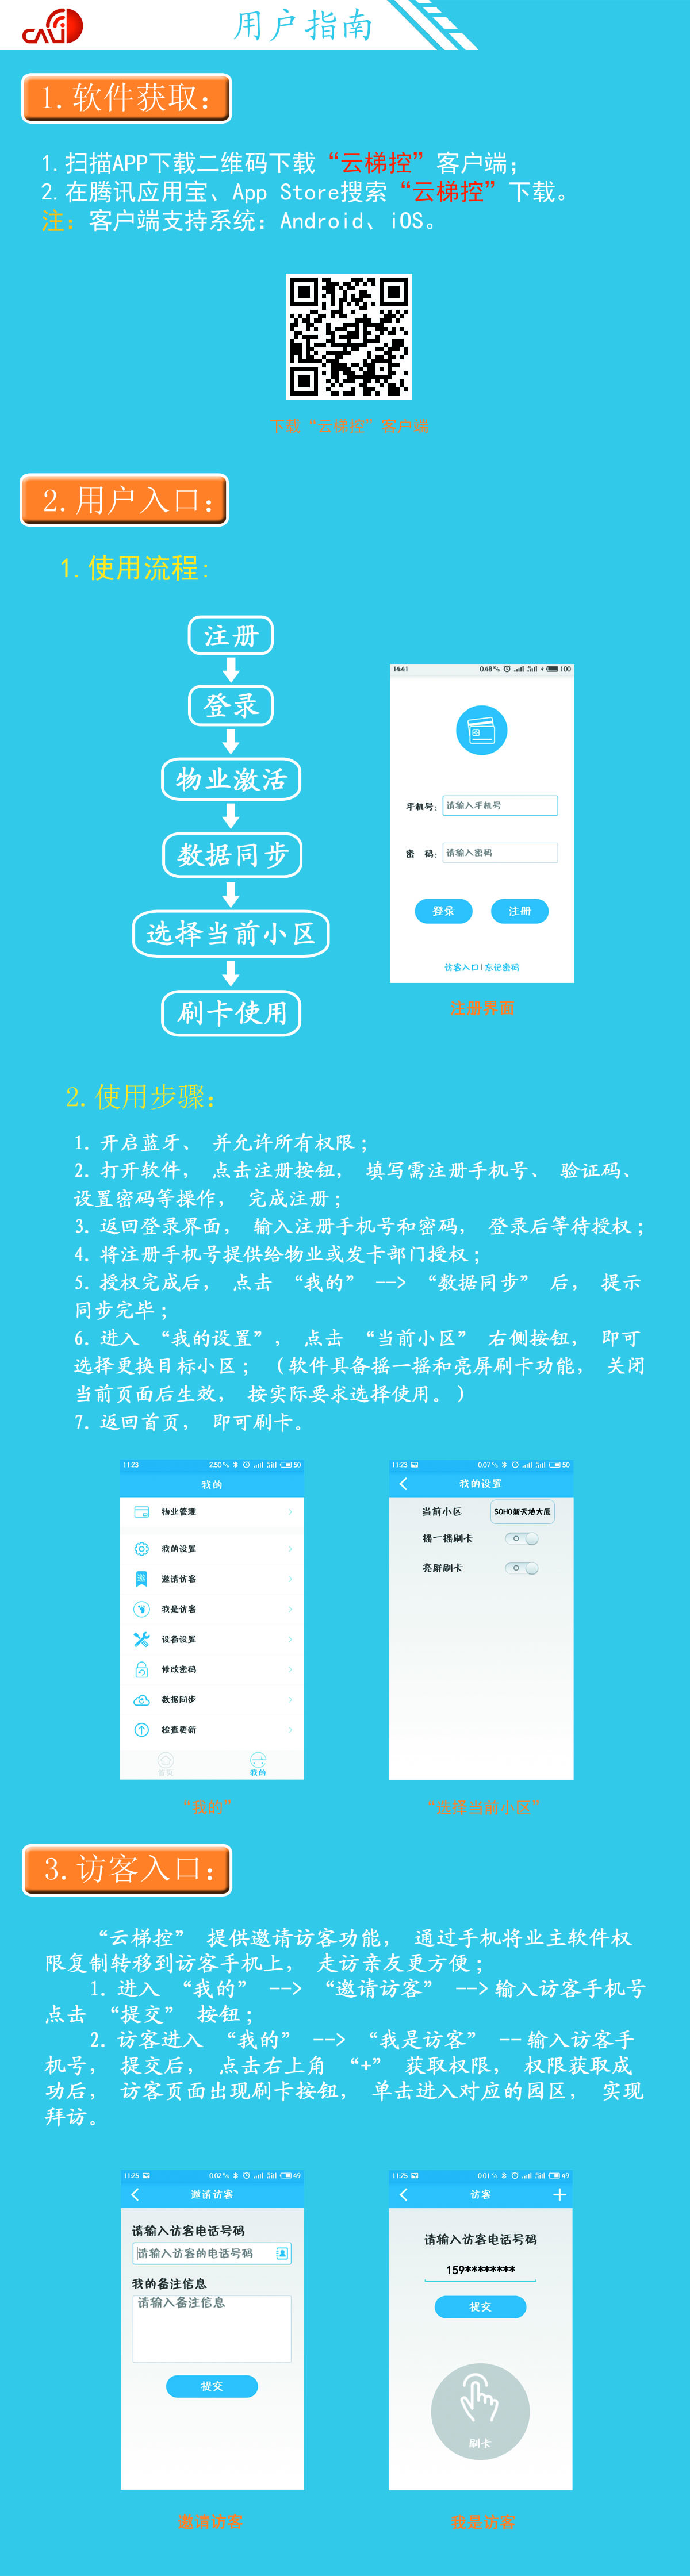 CAVD
用户指南
1.软件获取：
1.扫描APP下载二维码下载“云梯控”客户端；
2.在腾讯应用宝、App Store搜索“云梯控”下载。
注：客户端支持系统：Android、iOS。
下载“云梯控”客户端
2.用户入口：
1.使用流程：
注册
登录
物业激活
数据同步
选择当前小区
刷卡使用
14:41 0.48% 100
手机号： 请输入手机号
密 码： 请输入密码
登录 注册
访客入口|忘记密码
注册界面
2.使用步骤：
1. 开启蓝牙、 并允许所有权限；
2. 打开软件， 点击注册按钮， 填写需注册手机号、 验证码、
设置密码等操作， 完成注册；
3. 返回登录界面， 输入注册手机号和密码， 登录后等待授权；
4. 将注册手机号提供给物业或发卡部门授权；
5. 授权完成后， 点击 “我的” --> “数据同步” 后， 提示
同步完毕；
6. 进入 “我的设置”， 点击 “当前小区” 右侧按钮， 即可
选择更换目标小区； （软件具备摇一摇和亮屏刷卡功能， 关闭
当前页面后生效， 按实际要求选择使用。）
7. 返回首页， 即可刷卡。
11:23 2.50% 50
我的
物业管理
我的设置
邀请访客
我是访客
设备设置
修改密码
数据同步
检查更新
我的
“我的”
11:23 0.07% 50
我的设置
当前小区 SOHO新天地大厦
摇一摇刷卡
亮屏刷卡
“选择当前小区”
3.访客入口：
“云梯控” 提供邀请访客功能， 通过手机将业主软件权
限复制转移到访客手机上， 走访亲友更方便；
1. 进入 “我的” --> “邀请访客” --> 输入访客手机号
点击 “提交” 按钮；
2. 访客进入 “我的” --> “我是访客” -- 输入访客手
机号， 提交后， 点击右上角 “+” 获取权限， 权限获取成
功后， 访客页面出现刷卡按钮， 单击进入对应的园区， 实现
拜访。
11:25 0.02% 49
邀请访客
请输入访客电话号码
请输入访客的电话号码
我的备注信息
请输入备注信息
提交
邀请访客
11:25 0.01% 49
访客
请输入访客电话号码
159********
提交
刷卡
我是访客